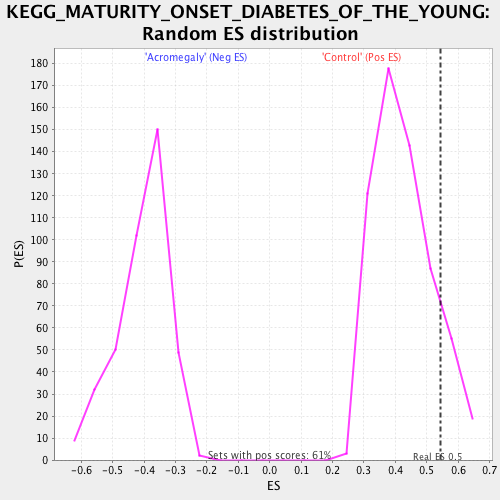 KEGG_MATURITY_ONSET_DIABETES_OF_THE_YOUNG:
Random ES distribution
'Acromegaly' (Neg ES) 'Control' (Pos ES)
180
170
160
150
140
130
120
110
100
90
80
70
60
50
40
30
20
10
0
P(ES)
Sets with pos scores: 61%
Real ES 0.5
-0.6 -0.5 -0.4 -0.3 -0.2 -0.1 0.0 0.1 0.2 0.3 0.4 0.5 0.6 0.7
ES